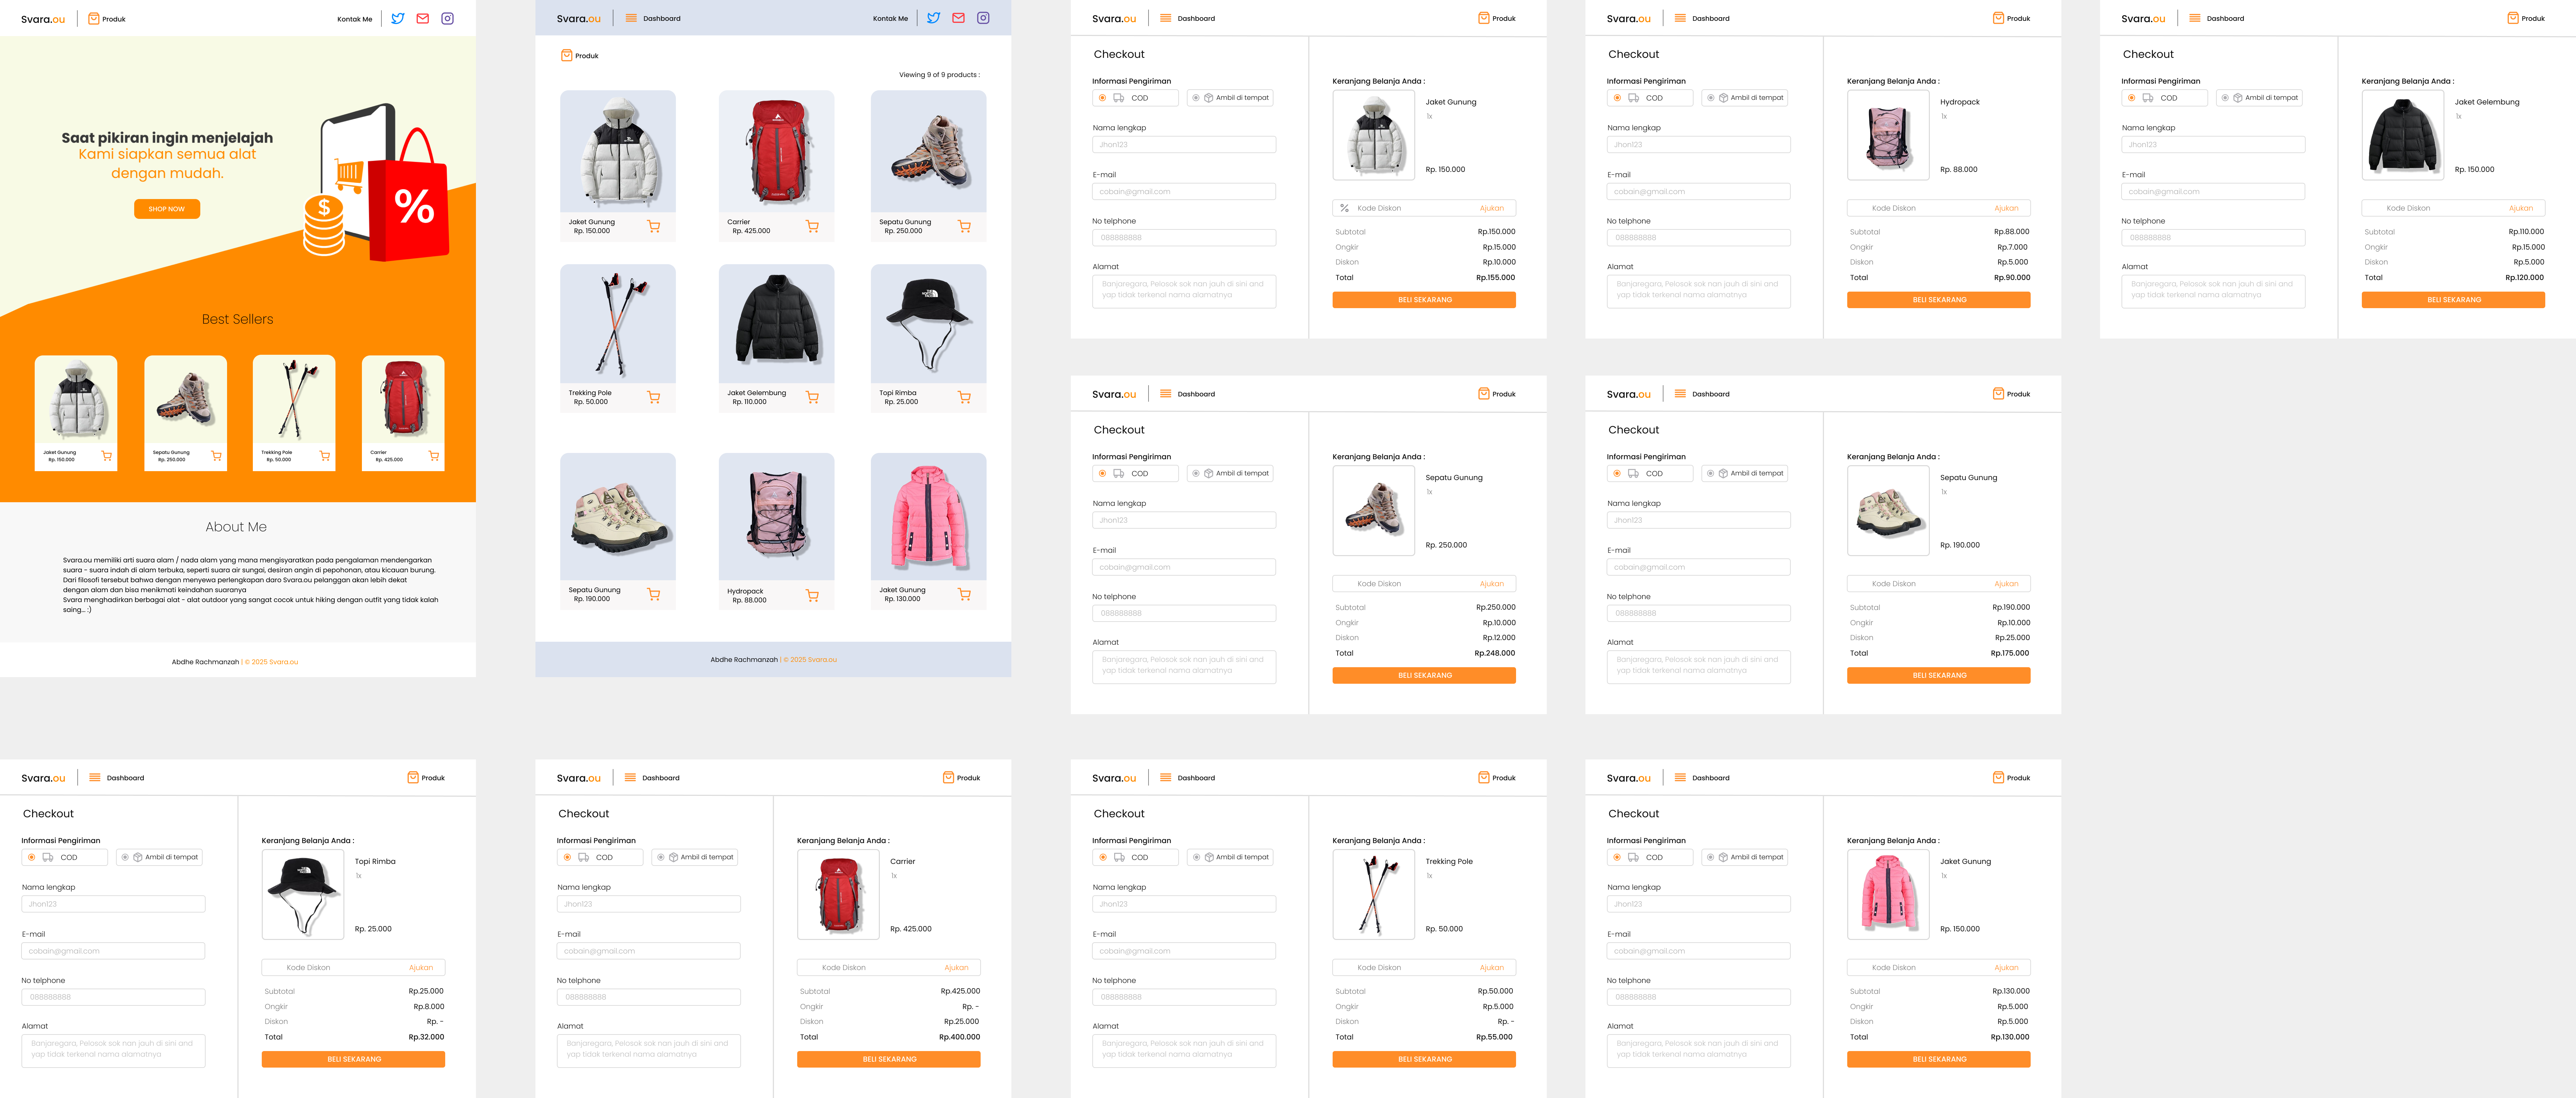 Svara.ou
Produk
Kontak Me
Saat pikiran ingin menjelajah
Kami siapkan semua alat
dengan mudah.
SHOP NOW
$
%
Best Sellers
Jaket Gunung
Rp. 150.000
Sepatu Gunung
Rp. 250.000
Trekking Pole
Rp. 50.000
Carrier
Rp. 425.000
About Me
Svara.ou memiliki arti suara alam / nada alam yang mana mengisyaratkan pada pengalaman mendengarkan
suara - suara indah di alam terbuka, seperti suara air sungai, desiran angin di pepohonan, atau kicauan burung.
Dari filosofi tersebut bahwa dengan menyewa perlengkapan daro Svara.ou pelanggan akan lebih dekat
dengan alam dan bisa menikmati keindahan suaranya
Svara menghadirkan berbagai alat - alat outdoor yang sangat cocok untuk hiking dengan outfit yang tidak kalah
saing... :)
Abdhe Rachmanzah | © 2025 Svara.ou
Svara.ou
Dashboard
Kontak Me
Produk
Viewing 9 of 9 products :
Jaket Gunung
Rp. 150.000
Carrier
Rp. 425.000
Sepatu Gunung
Rp. 250.000
Trekking Pole
Rp. 50.000
Jaket Gelembung
Rp. 110.000
THE NORTH FACE
Topi Rimba
Rp. 25.000
Sepatu Gunung
Rp. 190.000
Hydropack
Rp. 88.000
Jaket Gunung
Rp. 130.000
Abdhe Rachmanzah | © 2025 Svara.ou
Svara.ou
Dashboard
Produk
Checkout
Informasi Pengiriman
COD
Ambil di tempat
Nama lengkap
Jhon123
E-mail
cobain@gmail.com
No telphone
088888888
Alamat
Banjaregara, Pelosok sok nan jauh di sini and
yap tidak terkenal nama alamatnya
Keranjang Belanja Anda :
Jaket Gunung
1x
Rp. 150.000
% Kode Diskon Ajukan
Subtotal Rp.150.000
Ongkir Rp.15.000
Diskon Rp.10.000
Total Rp.155.000
BELI SEKARANG
Svara.ou
Dashboard
Produk
Checkout
Informasi Pengiriman
COD
Ambil di tempat
Nama lengkap
Jhon123
E-mail
cobain@gmail.com
No telphone
088888888
Alamat
Banjaregara, Pelosok sok nan jauh di sini and
yap tidak terkenal nama alamatnya
Keranjang Belanja Anda :
Hydropack
1x
Rp. 88.000
Kode Diskon Ajukan
Subtotal Rp.88.000
Ongkir Rp.7.000
Diskon Rp.5.000
Total Rp.90.000
BELI SEKARANG
Svara.ou
Dashboard
Produk
Checkout
Informasi Pengiriman
COD
Ambil di tempat
Nama lengkap
Jhon123
E-mail
cobain@gmail.com
No telphone
088888888
Alamat
Banjaregara, Pelosok sok nan jauh di sini and
yap tidak terkenal nama alamatnya
Keranjang Belanja Anda :
Jaket Gelembung
1x
Rp. 150.000
Kode Diskon Ajukan
Subtotal Rp.110.000
Ongkir Rp.15.000
Diskon Rp.5.000
Total Rp.120.000
BELI SEKARANG
Svara.ou
Dashboard
Produk
Checkout
Informasi Pengiriman
COD
Ambil di tempat
Nama lengkap
Jhon123
E-mail
cobain@gmail.com
No telphone
088888888
Alamat
Banjaregara, Pelosok sok nan jauh di sini and
yap tidak terkenal nama alamatnya
Keranjang Belanja Anda :
Sepatu Gunung
1x
Rp. 250.000
Kode Diskon Ajukan
Subtotal Rp.250.000
Ongkir Rp.10.000
Diskon Rp.12.000
Total Rp.248.000
BELI SEKARANG
Svara.ou
Dashboard
Produk
Checkout
Informasi Pengiriman
COD
Ambil di tempat
Nama lengkap
Jhon123
E-mail
cobain@gmail.com
No telphone
088888888
Alamat
Banjaregara, Pelosok sok nan jauh di sini and
yap tidak terkenal nama alamatnya
Keranjang Belanja Anda :
Sepatu Gunung
1x
Rp. 190.000
Kode Diskon Ajukan
Subtotal Rp.190.000
Ongkir Rp.10.000
Diskon Rp.25.000
Total Rp.175.000
BELI SEKARANG
Svara.ou
Dashboard
Produk
Checkout
Informasi Pengiriman
COD
Ambil di tempat
Nama lengkap
Jhon123
E-mail
cobain@gmail.com
No telphone
088888888
Alamat
Banjaregara, Pelosok sok nan jauh di sini and
yap tidak terkenal nama alamatnya
Keranjang Belanja Anda :
THE NORTH FACE
Topi Rimba
1x
Rp. 25.000
Kode Diskon Ajukan
Subtotal Rp.25.000
Ongkir Rp.8.000
Diskon Rp. -
Total Rp.32.000
BELI SEKARANG
Svara.ou
Dashboard
Produk
Checkout
Informasi Pengiriman
COD
Ambil di tempat
Nama lengkap
Jhon123
E-mail
cobain@gmail.com
No telphone
088888888
Alamat
Banjaregara, Pelosok sok nan jauh di sini and
yap tidak terkenal nama alamatnya
Keranjang Belanja Anda :
Carrier
1x
Rp. 425.000
Kode Diskon Ajukan
Subtotal Rp.425.000
Ongkir Rp. -
Diskon Rp.25.000
Total Rp.400.000
BELI SEKARANG
Svara.ou
Dashboard
Produk
Checkout
Informasi Pengiriman
COD
Ambil di tempat
Nama lengkap
Jhon123
E-mail
cobain@gmail.com
No telphone
088888888
Alamat
Banjaregara, Pelosok sok nan jauh di sini and
yap tidak terkenal nama alamatnya
Keranjang Belanja Anda :
Trekking Pole
1x
Rp. 50.000
Kode Diskon Ajukan
Subtotal Rp.50.000
Ongkir Rp.5.000
Diskon Rp. -
Total Rp.55.000
BELI SEKARANG
Svara.ou
Dashboard
Produk
Checkout
Informasi Pengiriman
COD
Ambil di tempat
Nama lengkap
Jhon123
E-mail
cobain@gmail.com
No telphone
088888888
Alamat
Banjaregara, Pelosok sok nan jauh di sini and
yap tidak terkenal nama alamatnya
Keranjang Belanja Anda :
Jaket Gunung
1x
Rp. 150.000
Kode Diskon Ajukan
Subtotal Rp.130.000
Ongkir Rp.5.000
Diskon Rp.5.000
Total Rp.130.000
BELI SEKARANG